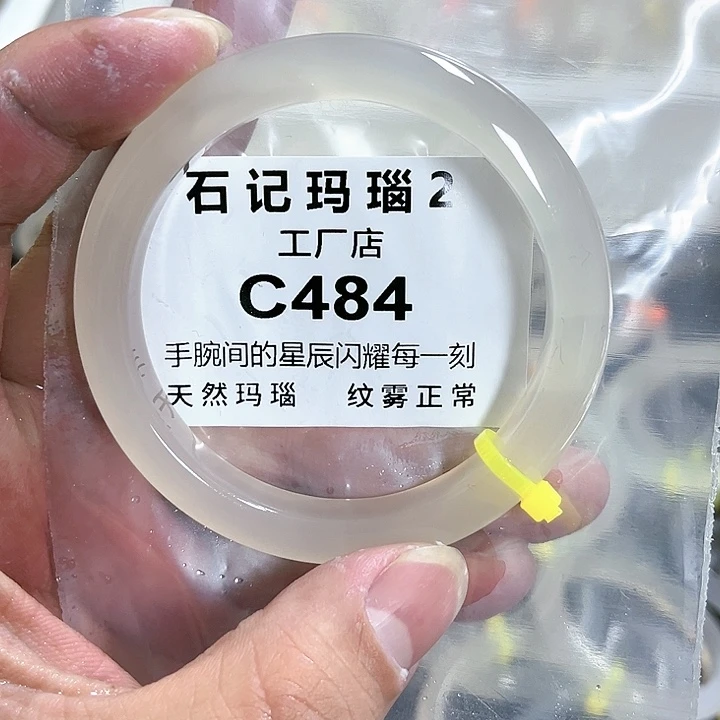 石记玛瑙2
工厂店
C484
手腕间的星辰闪耀每一刻
天然玛瑙 纹雾正常